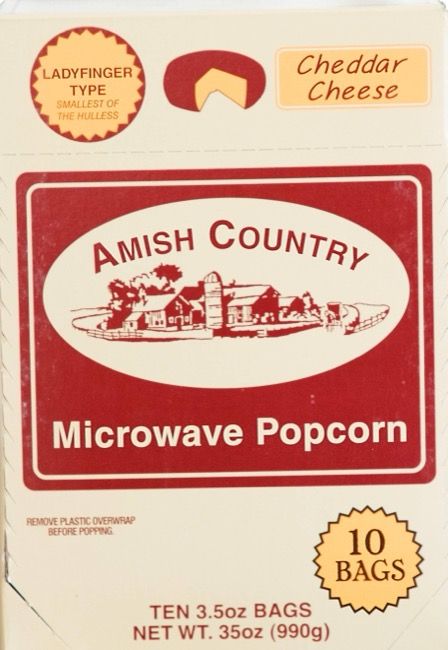 LADYFINGER
TYPE
SMALLEST OF
THE HULLESS
Cheddar
Cheese
AMISH COUNTRY
Microwave Popcorn
REMOVE PLASTIC OVERWRAP
BEFORE POPPING.
10
BAGS
TEN 3.5oz BAGS
NET WT. 35oz (990g)